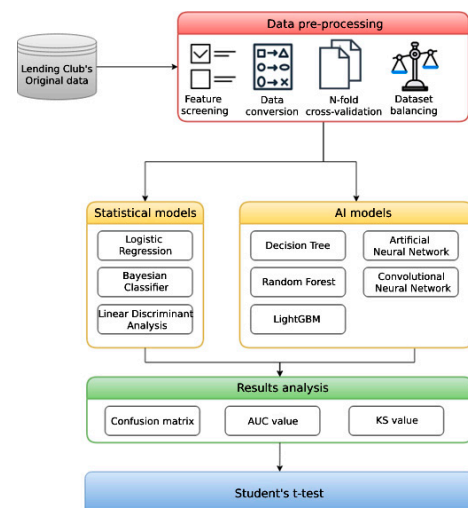 Data pre-processing
Lending Club's
Original data
Feature
screening
Data
conversion
N-fold
cross-validation
Dataset
balancing
Statistical models
Logistic
Regression
Bayesian
Classifier
Linear Discriminant
Analysis
AI models
Decision Tree
Artificial
Neural Network
Random Forest
Convolutional
Neural Network
LightGBM
Results analysis
Confusion matrix
AUC value
KS value
Student's t-test